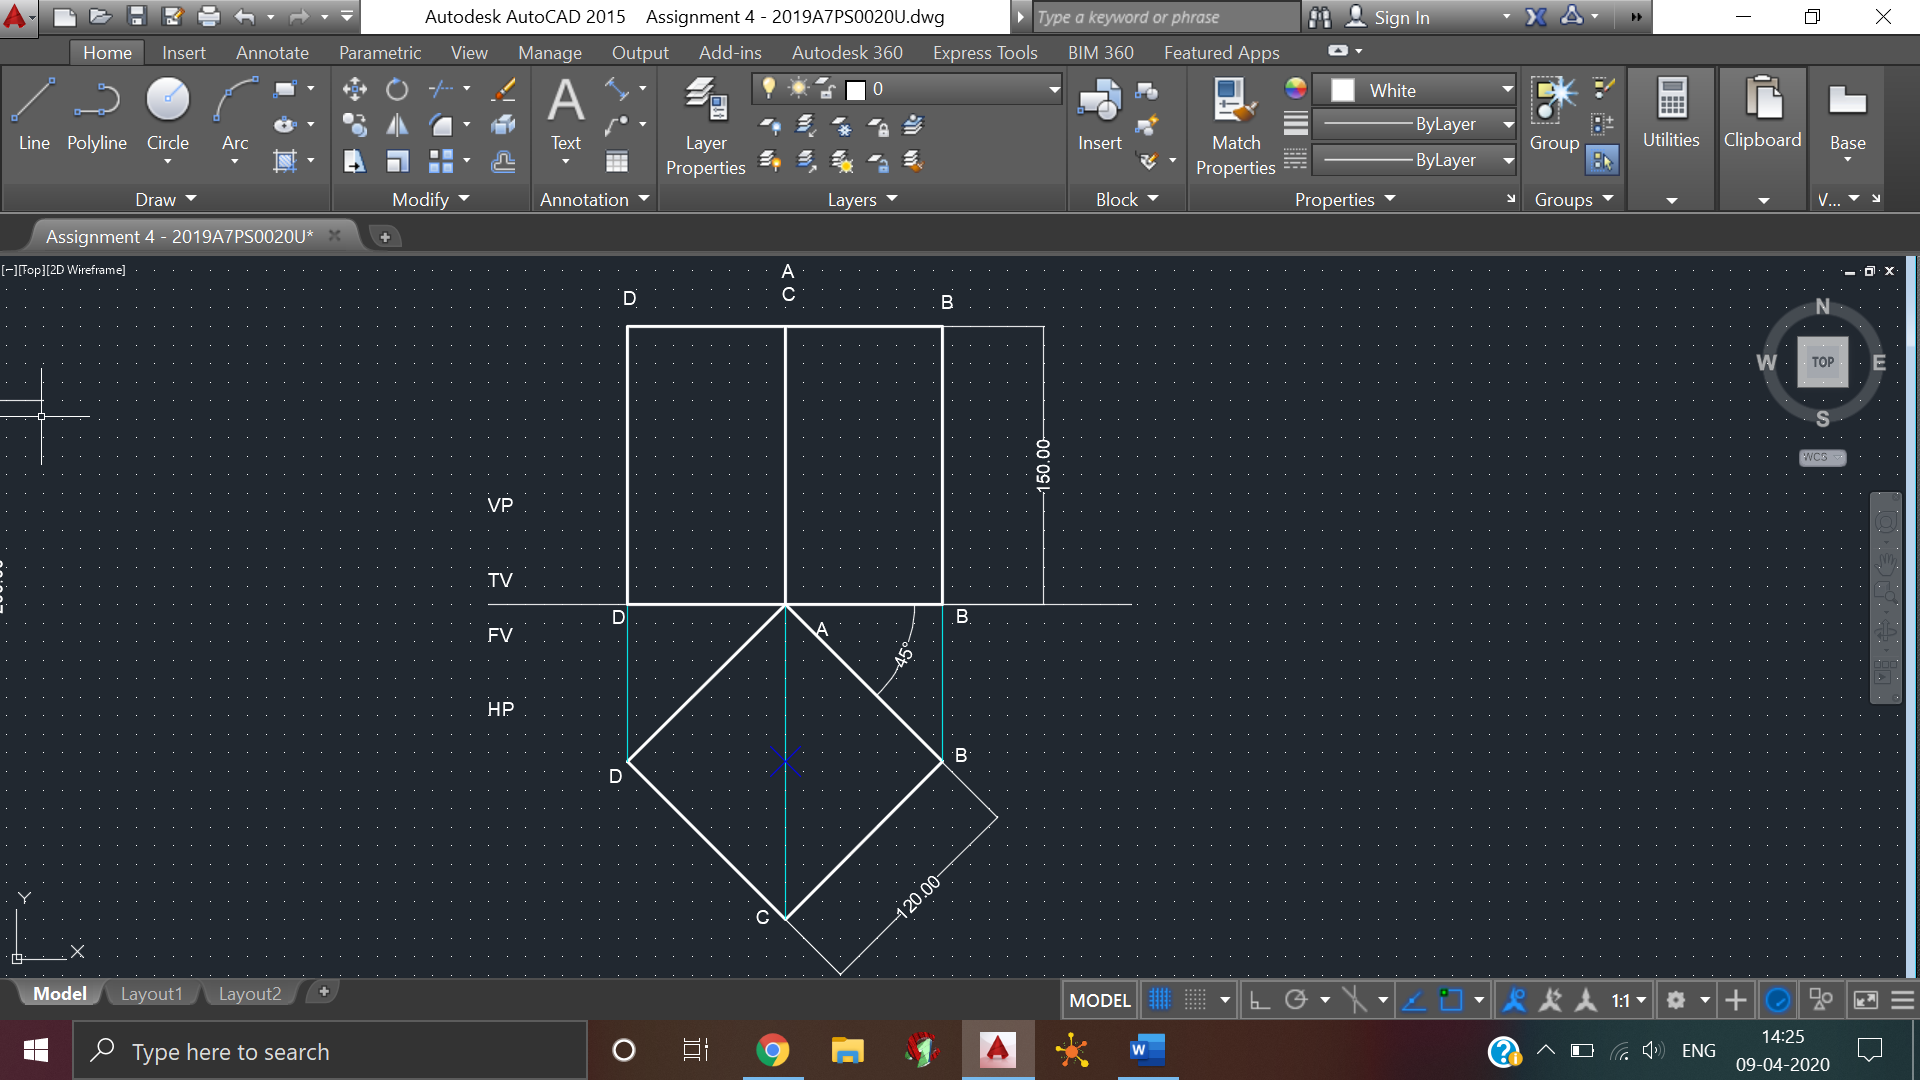 Autodesk AutoCAD 2015 Assignment 4 - 2019A7PS0020U.dwg
Type a keyword or phrase
Sign In
Home Insert Annotate Parametric View Manage Output Add-ins Autodesk 360 Express Tools BIM 360 Featured Apps
Line Polyline Circle Arc
Text
Layer Properties
0
Insert
Match Properties
White
ByLayer
ByLayer
Group
Utilities
Clipboard
Base
Draw Modify Annotation Layers Block Properties Groups V...
Assignment 4 - 2019A7PS0020U*
[−][Top][2D Wireframe]
A
D C B
N
W TOP E
S
WCS
150.00
VP
TV
D B
FV A
45°
HP
B
D
120.00
C
Y
X
Model Layout1 Layout2
MODEL 1:1
Type here to search
W
ENG
14:25
09-04-2020